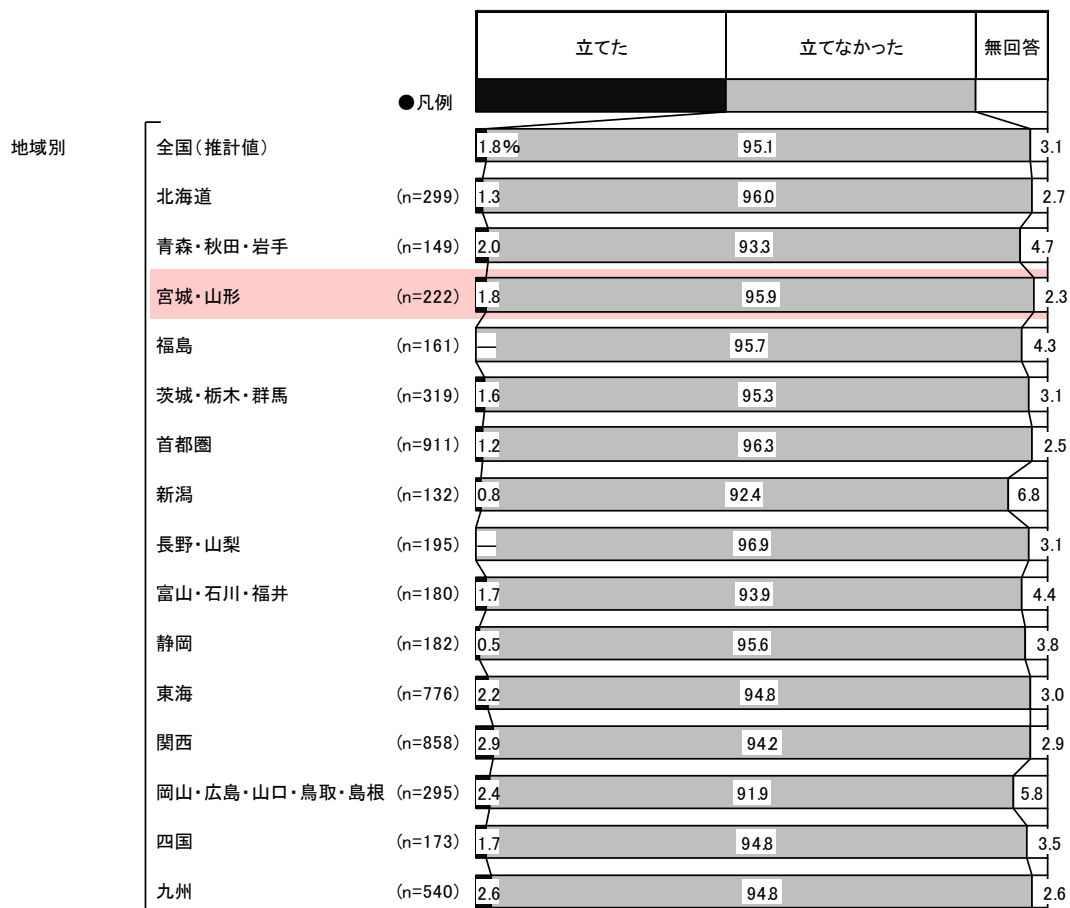 立てた 立てなかった 無回答
●凡例
地域別 全国(推計値) 1.8% 95.1 3.1
北海道 (n=299) 1.3 96.0 2.7
青森・秋田・岩手 (n=149) 2.0 93.3 4.7
宮城・山形 (n=222) 1.8 95.9 2.3
福島 (n=161) — 95.7 4.3
茨城・栃木・群馬 (n=319) 1.6 95.3 3.1
首都圏 (n=911) 1.2 96.3 2.5
新潟 (n=132) 0.8 92.4 6.8
長野・山梨 (n=195) — 96.9 3.1
富山・石川・福井 (n=180) 1.7 93.9 4.4
静岡 (n=182) 0.5 95.6 3.8
東海 (n=776) 2.2 94.8 3.0
関西 (n=858) 2.9 94.2 2.9
岡山・広島・山口・鳥取・島根 (n=295) 2.4 91.9 5.8
四国 (n=173) 1.7 94.8 3.5
九州 (n=540) 2.6 94.8 2.6